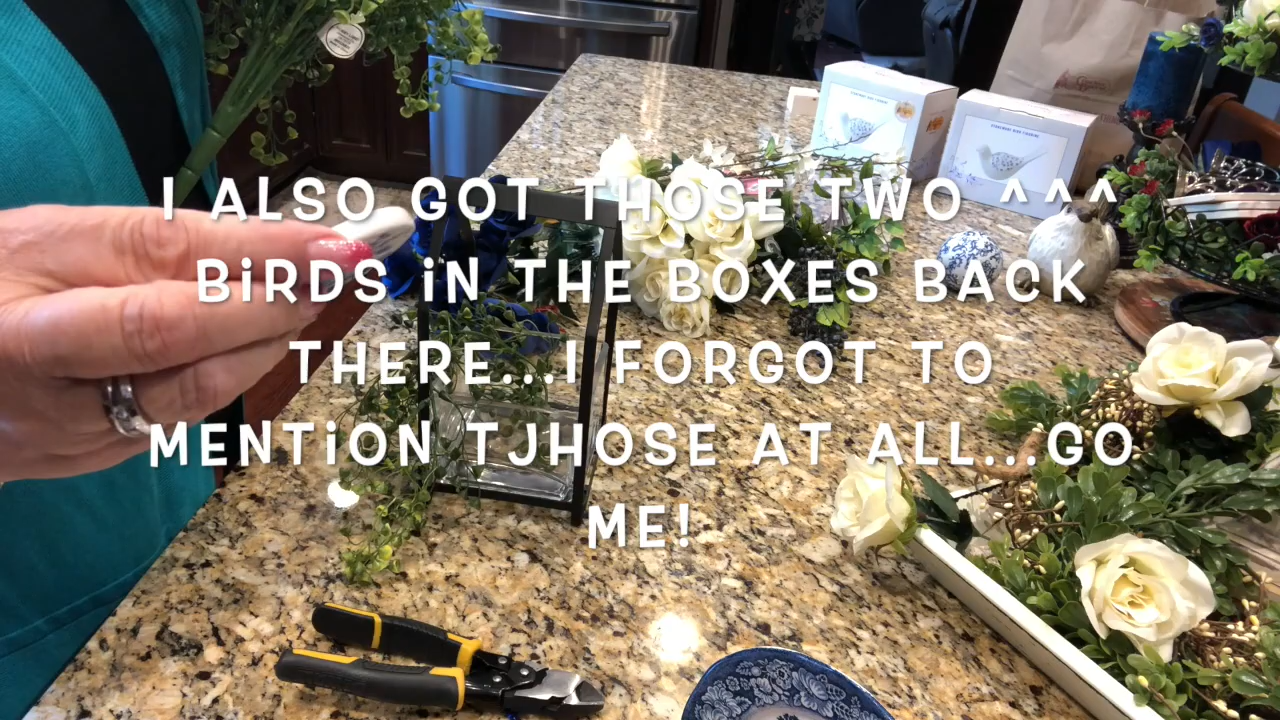 I ALSO GOT THOSE TWO ^^^
BIRDS IN THE BOXES BACK
THERE...I FORGOT TO
MENTION TJHOSE AT ALL...GO
ME!